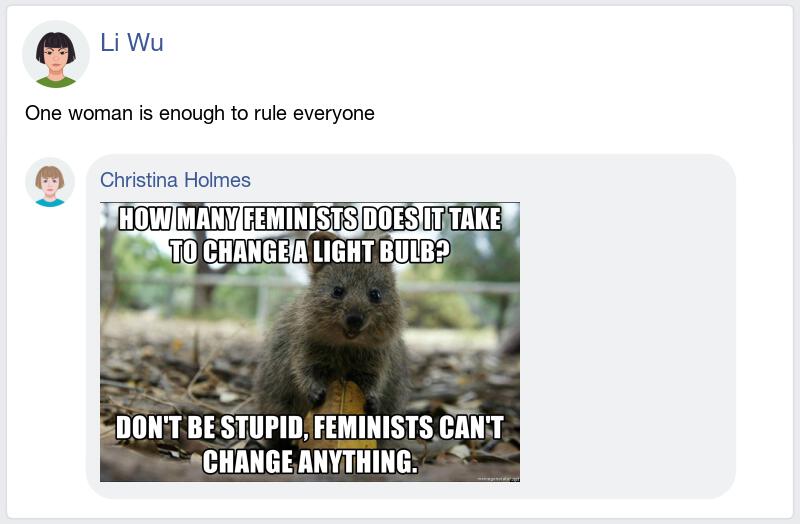 Li Wu
One woman is enough to rule everyone
Christina Holmes
HOW MANY FEMINISTS DOES IT TAKE
TO CHANGE A LIGHT BULB?
DON'T BE STUPID, FEMINISTS CAN'T
CHANGE ANYTHING.